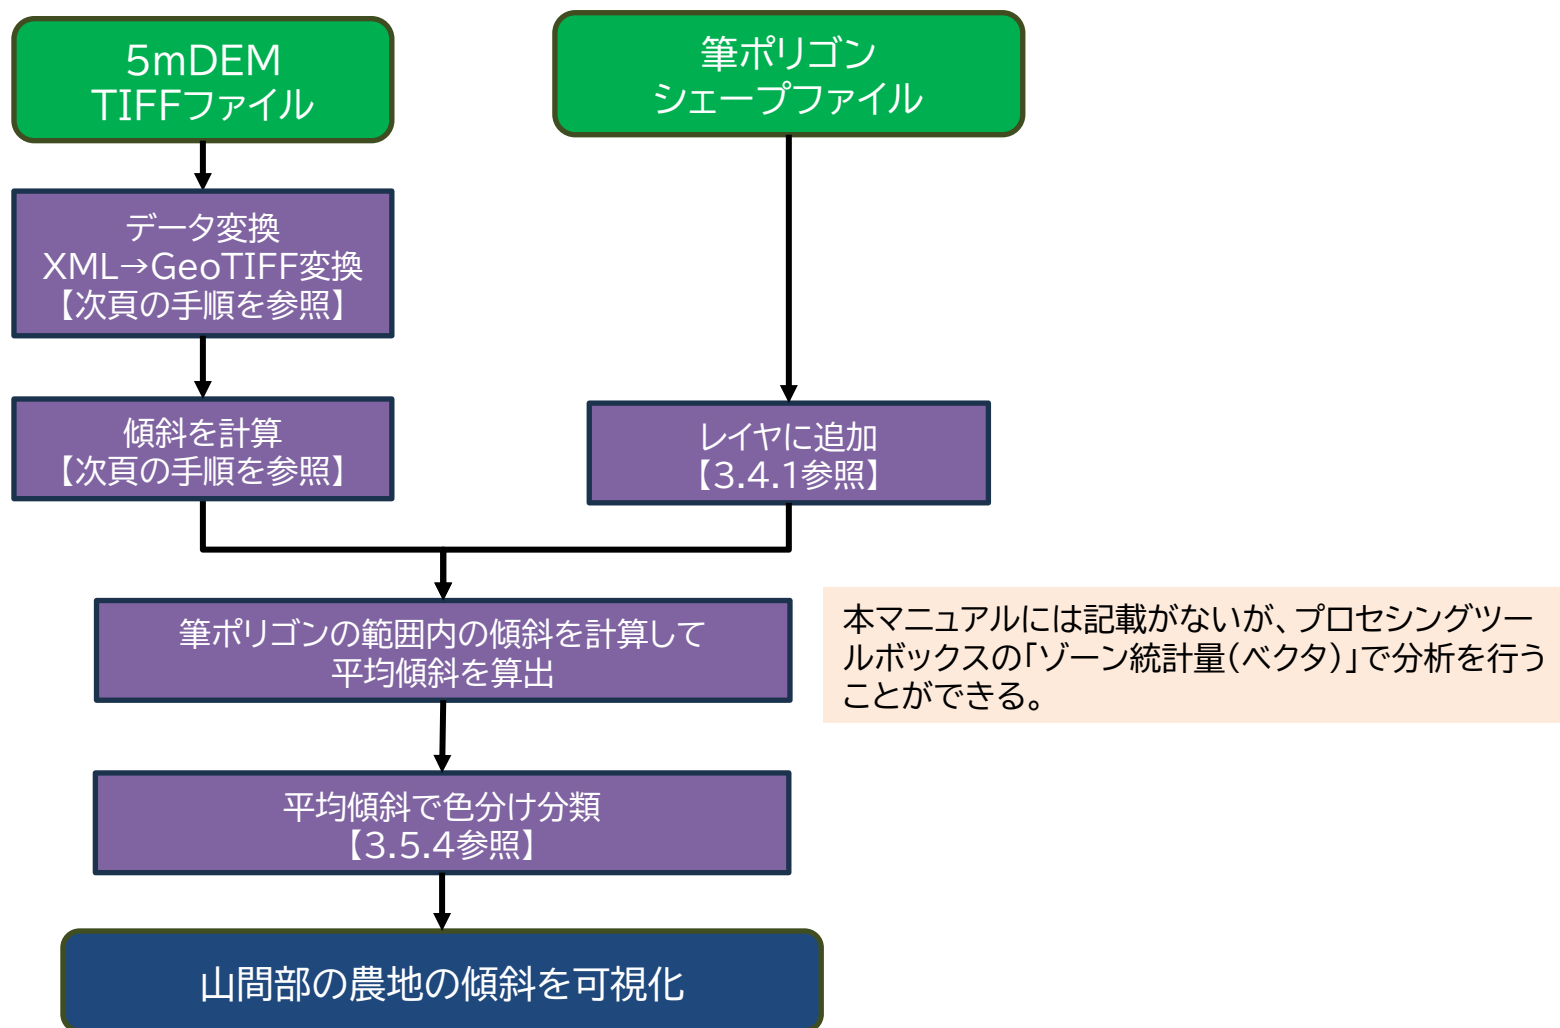 5mDEM
TIFFファイル
筆ポリゴン
シェープファイル
データ変換
XML→GeoTIFF変換
【次頁の手順を参照】
傾斜を計算
【次頁の手順を参照】
レイヤに追加
【3.4.1参照】
筆ポリゴンの範囲内の傾斜を計算して
平均傾斜を算出
本マニュアルには記載がないが、プロセシングツー
ルボックスの「ゾーン統計量(ベクタ)」で分析を行う
ことができる。
平均傾斜で色分け分類
【3.5.4参照】
山間部の農地の傾斜を可視化